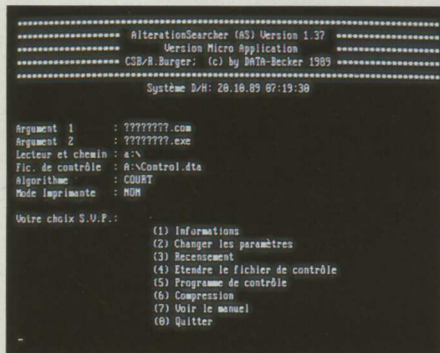 **********************************************************************
************** AlterationSearcher (AS) Version 1.37 **************
************** Version Micro Application **************
************** CSB/R.Burger: (c) by DATA-Becker 1989 **************
**********************************************************************
Système D/H: 20.10.89 07:19:30
Argument 1 : ????????.com
Argument 2 : ????????.exe
Lecteur et chemin : a:\
Fic. de contrôle : A:\Control.dta
Algorithme : COURT
Mode Imprimante : NON
Votre choix S.V.P.:
(1) Informations
(2) Changer les paramètres
(3) Recensement
(4) Etendre le fichier de contrôle
(5) Programme de contrôle
(6) Compression
(7) Voir le manuel
(0) Quitter
-